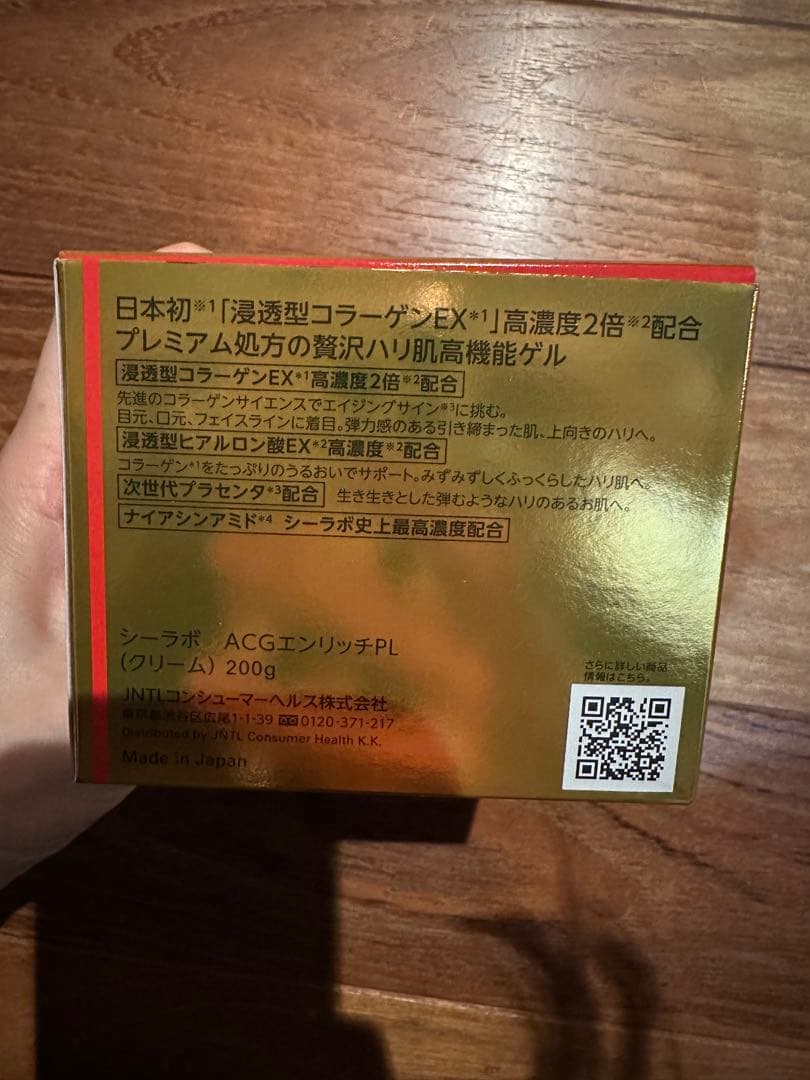 日本初※1「浸透型コラーゲンEX*1」高濃度2倍※2配合
プレミアム処方の贅沢ハリ肌高機能ゲル
浸透型コラーゲンEX*1高濃度2倍※2配合
先進のコラーゲンサイエンスでエイジングサイン※3に挑む。
目元、口元、フェイスラインに着目。弾力感のある引き締まった肌、上向きのハリへ。
浸透型ヒアルロン酸EX*2高濃度※2配合
コラーゲン*1をたっぷりのうるおいでサポート。みずみずしくふっくらしたハリ肌へ。
次世代プラセンタ*3配合 生き生きとした弾むようなハリのあるお肌へ。
ナイアシンアミド*4 シーラボ史上最高濃度配合
シーラボ ACGエンリッチPL
(クリーム) 200g
JNTLコンシューマーヘルス株式会社
東京都渋谷区広尾1-1-39 0120-371-217
Distributed by JNTL Consumer Health K.K.
Made in Japan
さらに詳しい商品
情報はこちら。